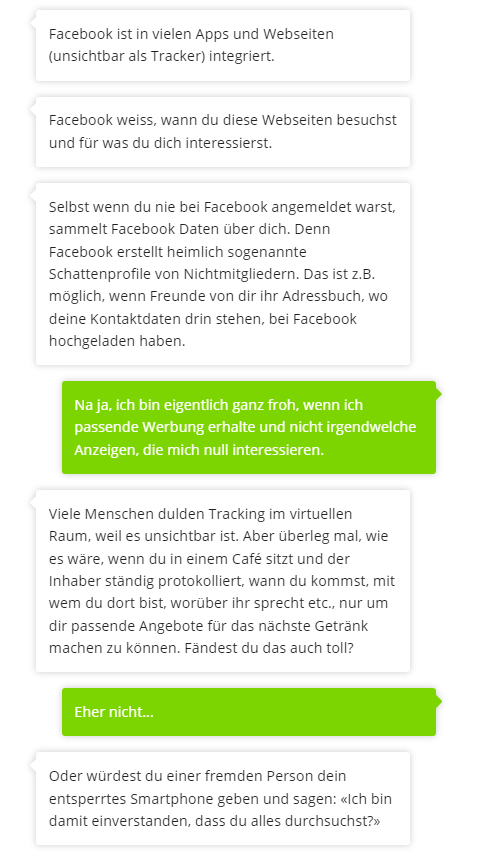 Facebook ist in vielen Apps und Webseiten
(unsichtbar als Tracker) integriert.
Facebook weiss, wann du diese Webseiten besuchst
und für was du dich interessierst.
Selbst wenn du nie bei Facebook angemeldet warst,
sammelt Facebook Daten über dich. Denn
Facebook erstellt heimlich sogenannte
Schattenprofile von Nichtmitgliedern. Das ist z.B.
möglich, wenn Freunde von dir ihr Adressbuch, wo
deine Kontaktdaten drin stehen, bei Facebook
hochgeladen haben.
Na ja, ich bin eigentlich ganz froh, wenn ich
passende Werbung erhalte und nicht irgendwelche
Anzeigen, die mich null interessieren.
Viele Menschen dulden Tracking im virtuellen
Raum, weil es unsichtbar ist. Aber überleg mal, wie
es wäre, wenn du in einem Café sitzt und der
Inhaber ständig protokolliert, wann du kommst, mit
wem du dort bist, worüber ihr sprecht etc., nur um
dir passende Angebote für das nächste Getränk
machen zu können. Fändest du das auch toll?
Eher nicht...
Oder würdest du einer fremden Person dein
entsperrtes Smartphone geben und sagen: «Ich bin
damit einverstanden, dass du alles durchsuchst?»